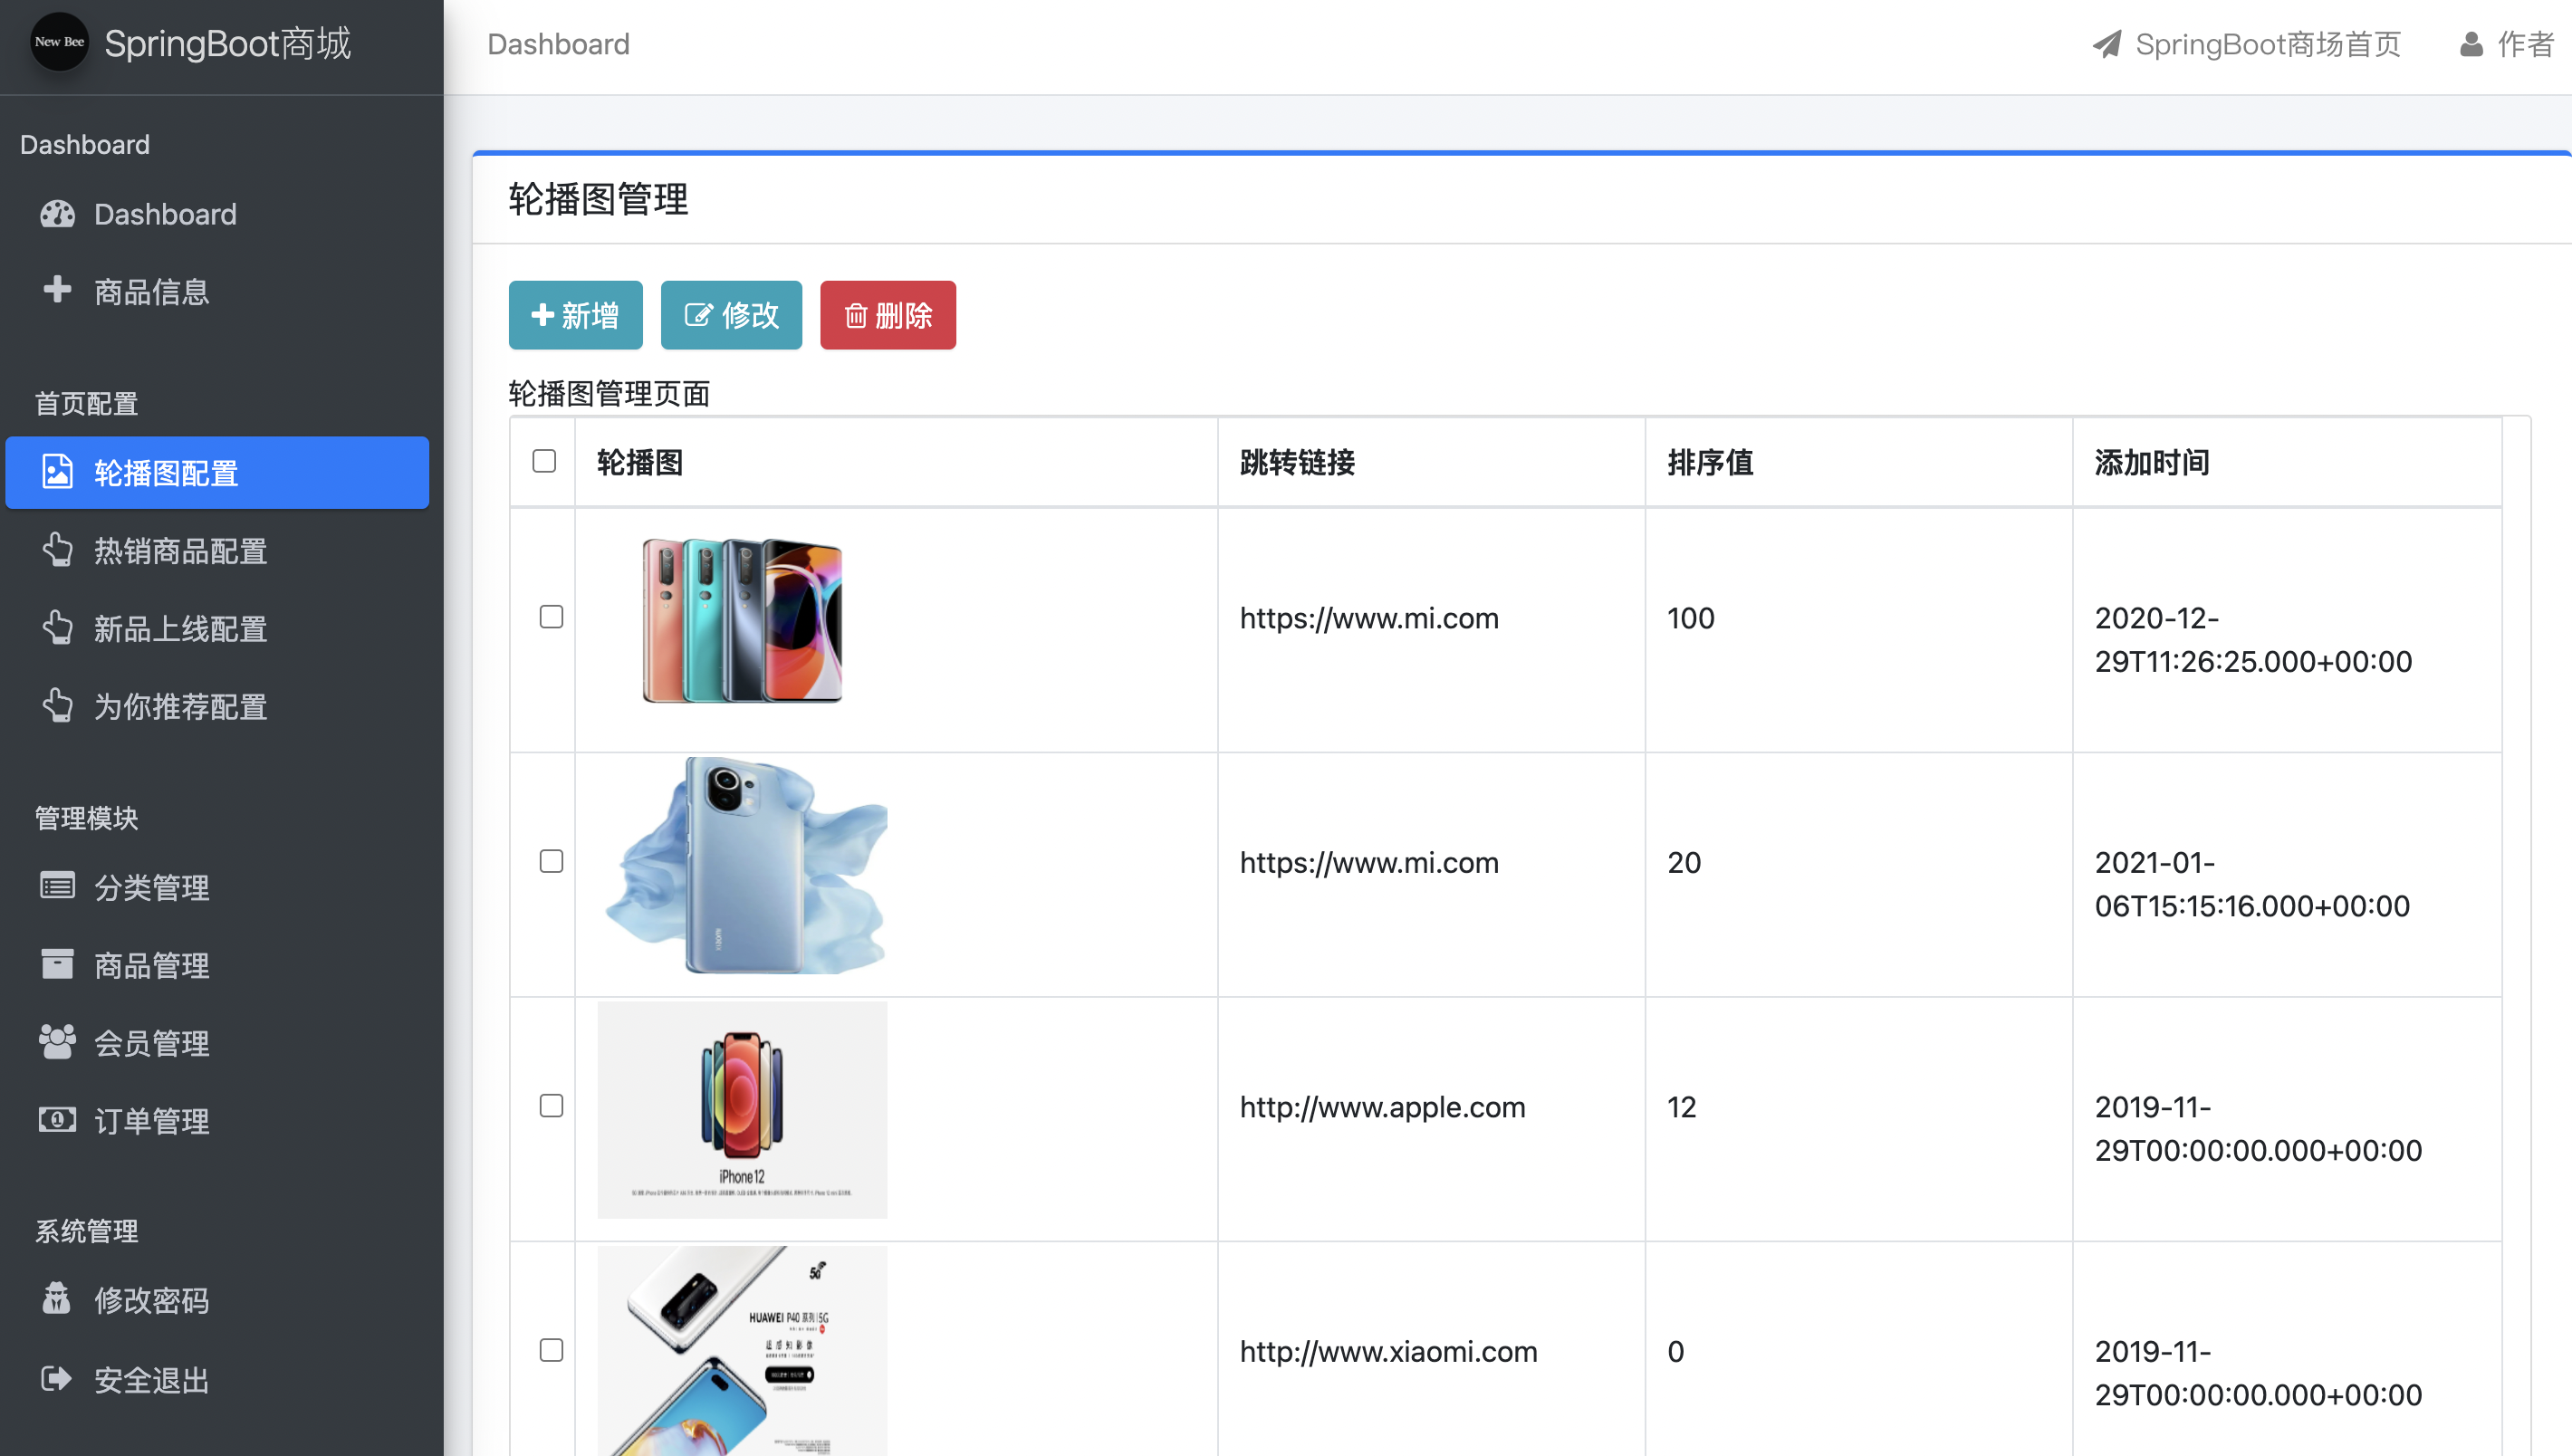 New Bee
SpringBoot商城
Dashboard
SpringBoot商场首页
作者
Dashboard
Dashboard
商品信息
首页配置
轮播图配置
热销商品配置
新品上线配置
为你推荐配置
管理模块
分类管理
商品管理
会员管理
订单管理
系统管理
修改密码
安全退出
轮播图管理
新增
修改
删除
轮播图管理页面
轮播图
跳转链接
排序值
添加时间
https://www.mi.com
100
2020-12-
29T11:26:25.000+00:00
XIAOMI
https://www.mi.com
20
2021-01-
06T15:15:16.000+00:00
iPhone 12
http://www.apple.com
12
2019-11-
29T00:00:00.000+00:00
5G
HUAWEI P40 系列|5G
超感知影像
http://www.xiaomi.com
0
2019-11-
29T00:00:00.000+00:00